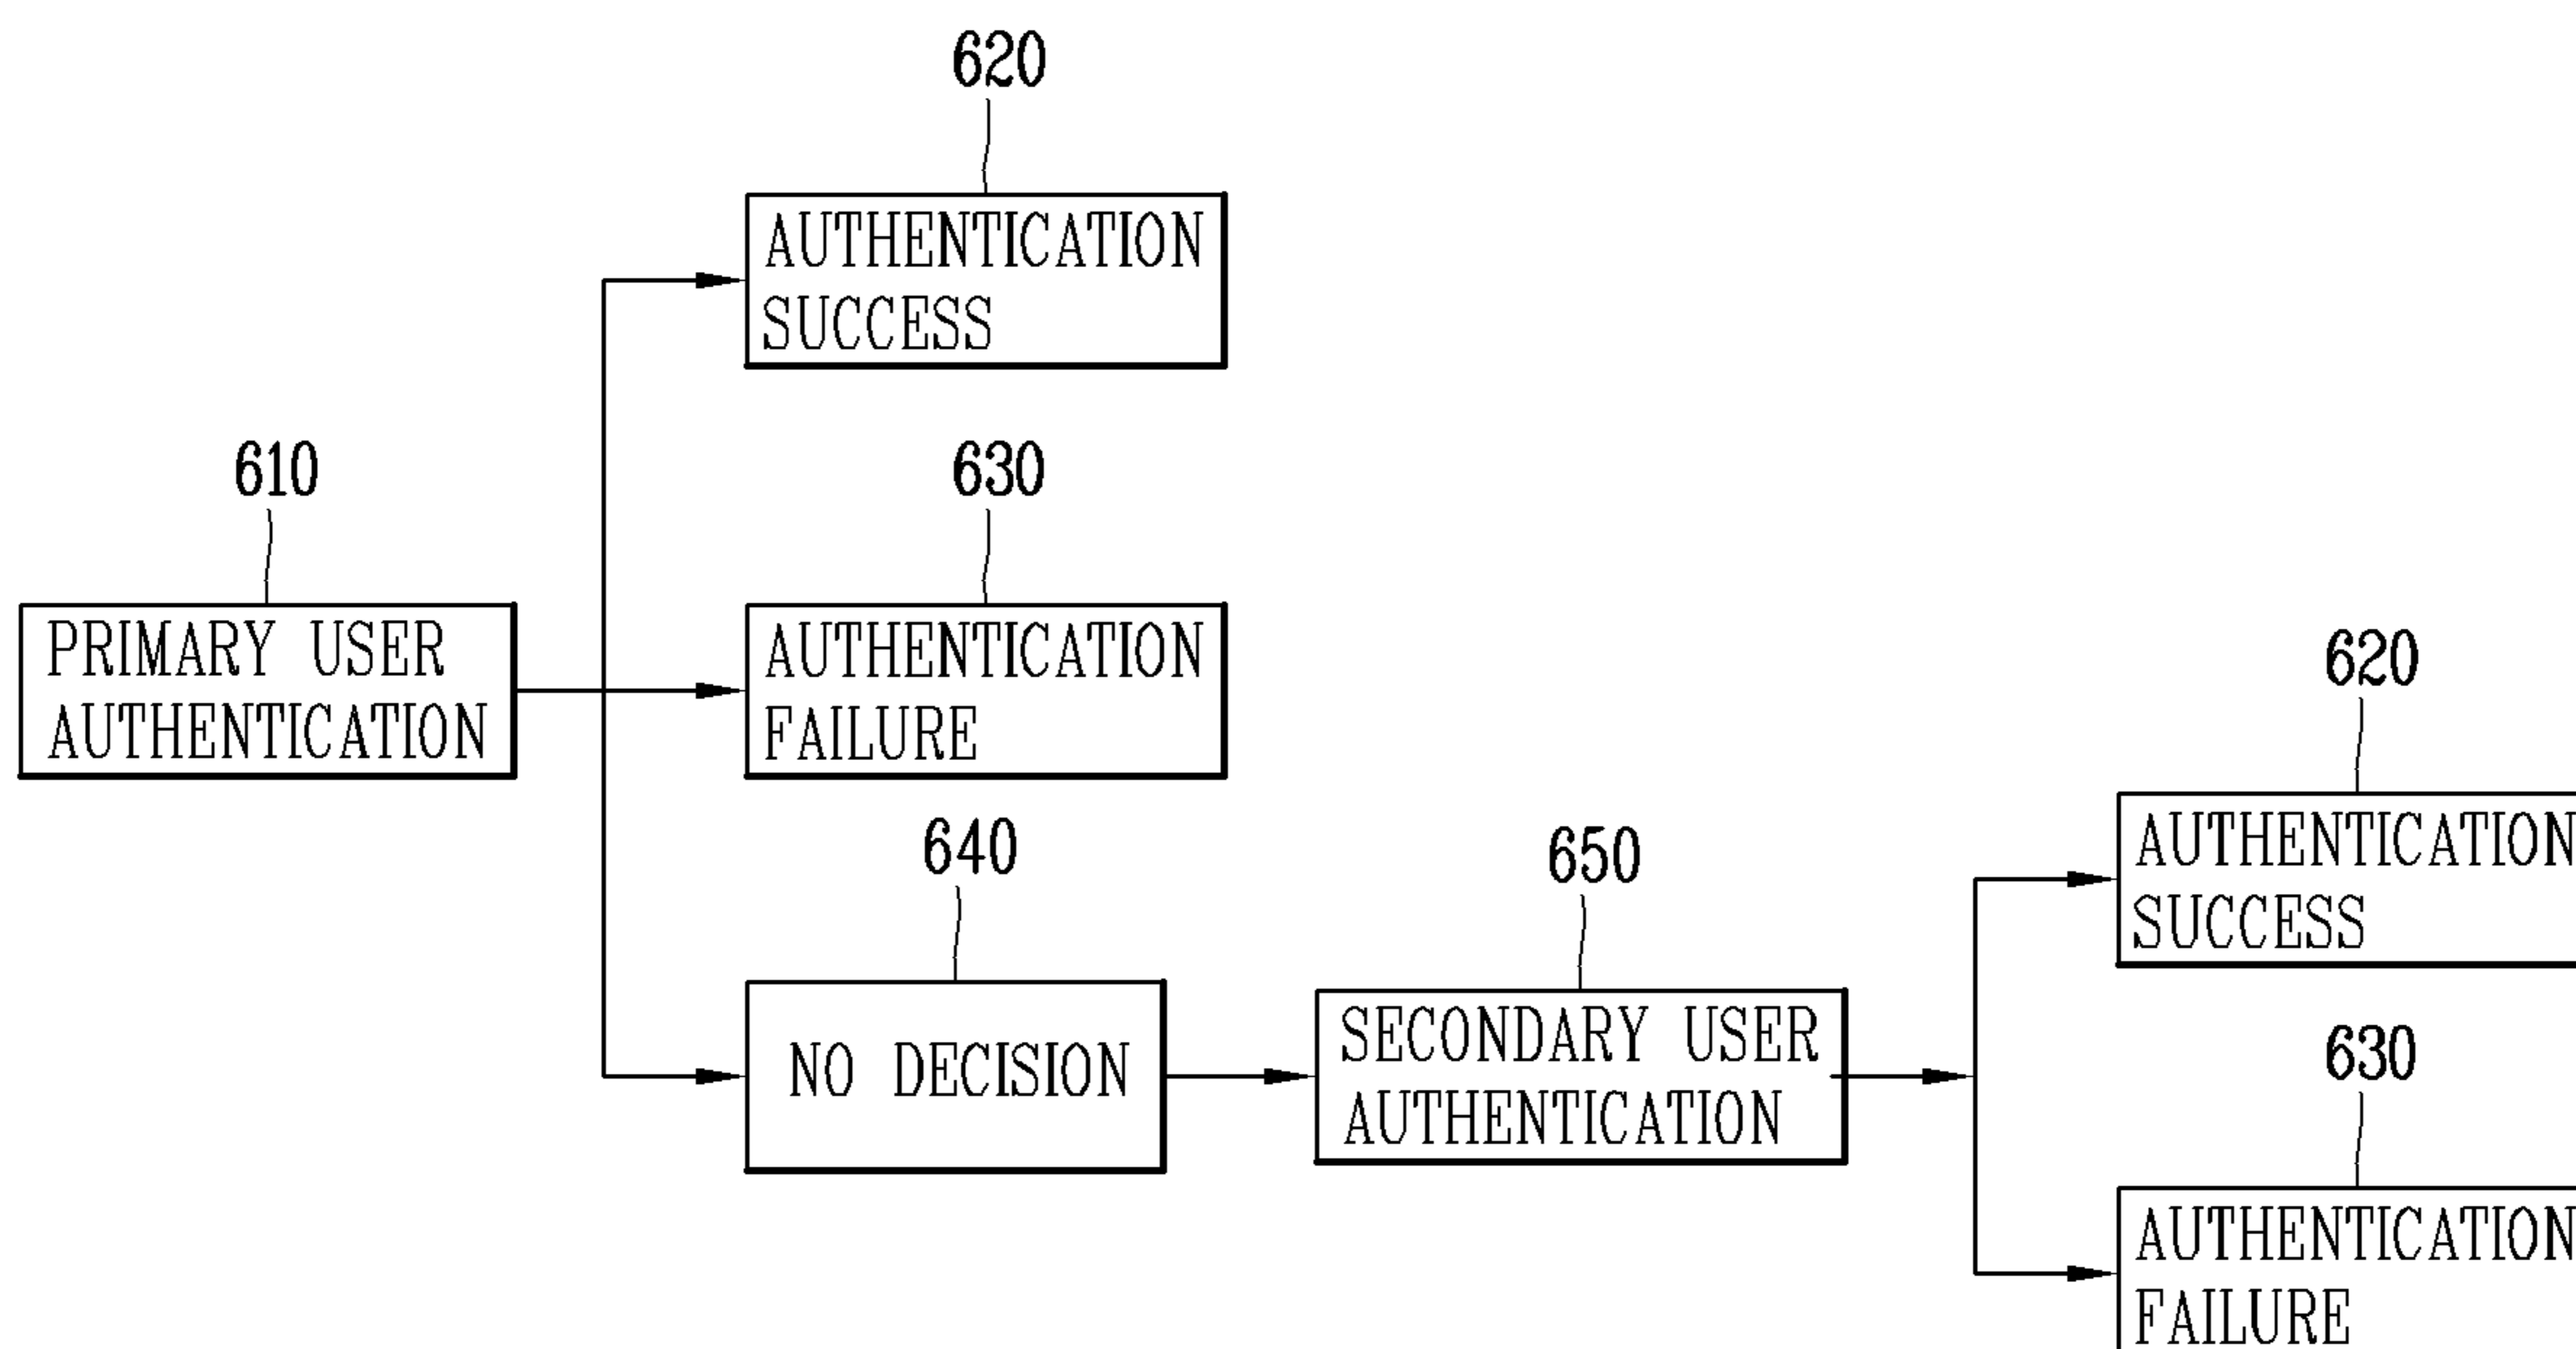 620
AUTHENTICATION
SUCCESS
610
PRIMARY USER
AUTHENTICATION
630
AUTHENTICATION
FAILURE
640
NO DECISION
650
SECONDARY USER
AUTHENTICATION
620
AUTHENTICATION
SUCCESS
630
AUTHENTICATION
FAILURE